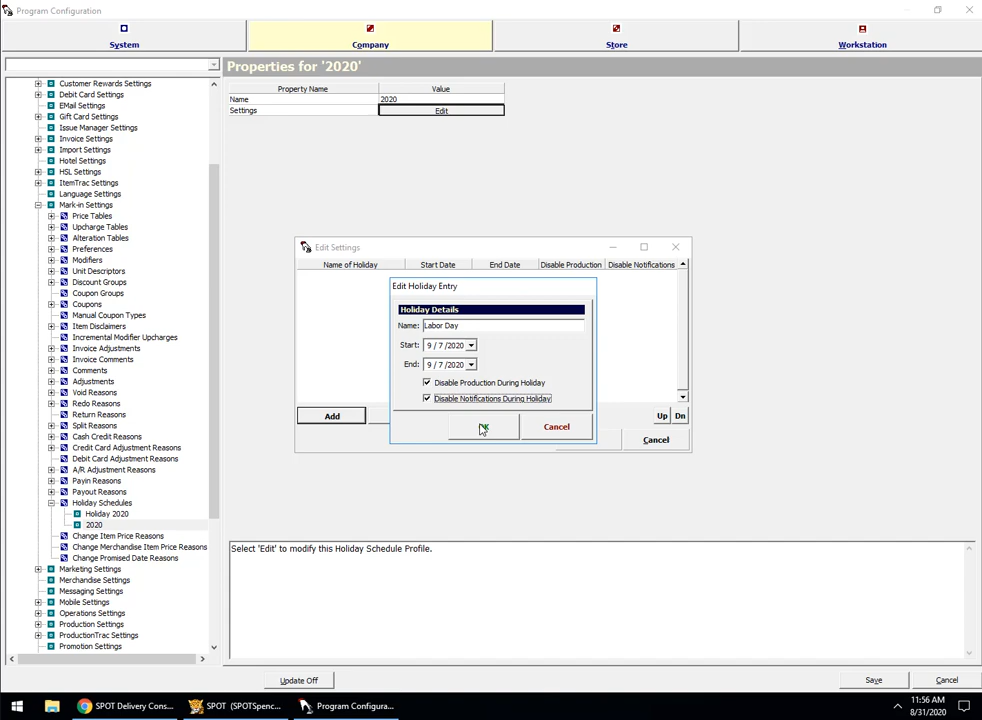 Program Configuration
System
Company
Store
Workstation
Properties for '2020'
Property Name
Value
Name
2020
Settings
Edit
Customer Rewards Settings
Debit Card Settings
EMail Settings
Gift Card Settings
Issue Manager Settings
Invoice Settings
Import Settings
Hotel Settings
HSL Settings
ItemTrac Settings
Language Settings
Mark-in Settings
Price Tables
Upcharge Tables
Alteration Tables
Preferences
Modifiers
Unit Descriptors
Discount Groups
Coupon Groups
Coupons
Manual Coupon Types
Item Disclaimers
Incremental Modifier Upcharges
Invoice Adjustments
Invoice Comments
Comments
Adjustments
Void Reasons
Redo Reasons
Return Reasons
Split Reasons
Cash Credit Reasons
Credit Card Adjustment Reasons
Debit Card Adjustment Reasons
A/R Adjustment Reasons
Payin Reasons
Payout Reasons
Holiday Schedules
Holiday 2020
2020
Change Item Price Reasons
Change Merchandise Item Price Reasons
Change Promised Date Reasons
Marketing Settings
Merchandise Settings
Messaging Settings
Mobile Settings
Operations Settings
Production Settings
ProductionTrac Settings
Promotion Settings
Edit Settings
Name of Holiday
Start Date
End Date
Disable Production
Disable Notifications
Edit Holiday Entry
Holiday Details
Name:
Labor Day
Start:
9 / 7 /2020
End:
9 / 7 /2020
Disable Production During Holiday
Disable Notifications During Holiday
OK
Cancel
Add
Up
Dn
Cancel
Select 'Edit' to modify this Holiday Schedule Profile.
Update Off
Save
Cancel
SPOT Delivery Cons...
SPOT (SPOTSpenc...
Program Configura...
11:56 AM
8/31/2020